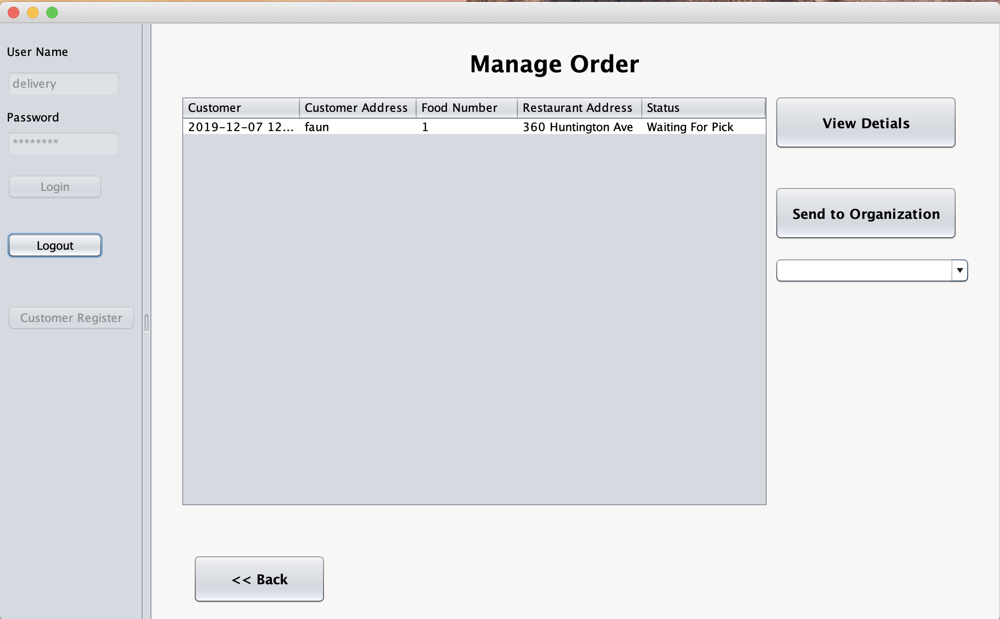 User Name
delivery
Password
********
Login
Logout
Customer Register
Manage Order
Customer Customer Address Food Number Restaurant Address Status
2019-12-07 12... faun 1 360 Huntington Ave Waiting For Pick
View Detials
Send to Organization
<< Back